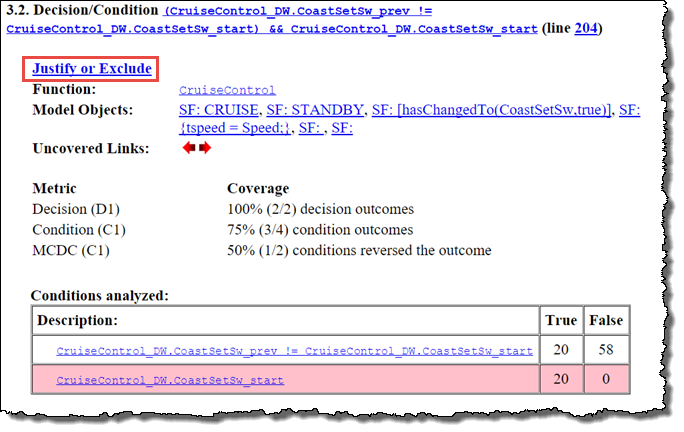 3.2. Decision/Condition (CruiseControl_DW.CoastSetSw_prev !=
CruiseControl_DW.CoastSetSw_start) && CruiseControl_DW.CoastSetSw_start (line 204)
Justify or Exclude
Function: CruiseControl
Model Objects: SF: CRUISE, SF: STANDBY, SF: [hasChangedTo(CoastSetSw,true)], SF:
{tspeed = Speed;}, SF: , SF:
Uncovered Links:
Metric Coverage
Decision (D1) 100% (2/2) decision outcomes
Condition (C1) 75% (3/4) condition outcomes
MCDC (C1) 50% (1/2) conditions reversed the outcome
Conditions analyzed:
Description: True False
CruiseControl_DW.CoastSetSw_prev != CruiseControl_DW.CoastSetSw_start 20 58
CruiseControl_DW.CoastSetSw_start 20 0